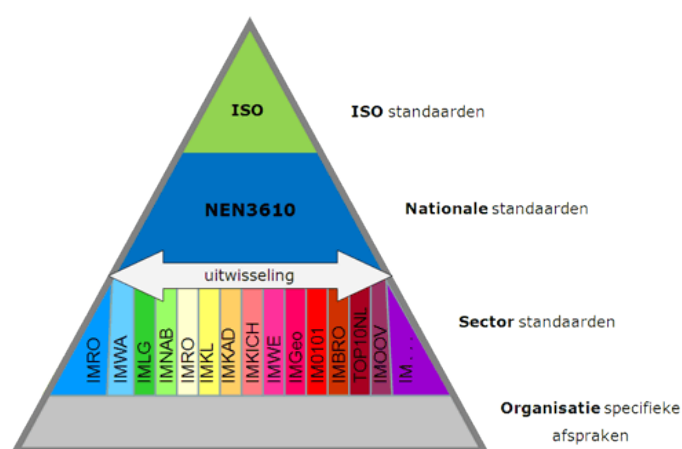 ISO
ISO standaarden
NEN3610
Nationale standaarden
uitwisseling
IMRO
IMWA
IMLG
IMNAB
IMRO
IMKL
IMKAD
IMKICH
IMWE
IMGeo
IM0101
IMBRO
TOP10NL
IMOOV
IM...
Sector standaarden
Organisatie specifieke
afspraken